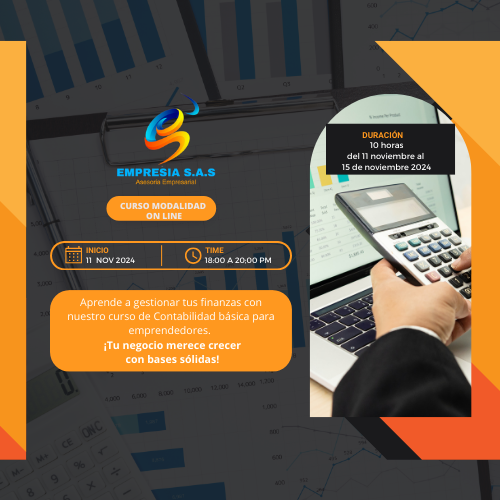 EMPRESIA S.A.S
Asesoria Empresarial
CURSO MODALIDAD
ON LINE
INICIO
11 NOV 2024
TIME
18:00 A 20;00 PM
Aprende a gestionar tus finanzas con
nuestro curso de Contabilidad básica para
emprendedores.
¡Tu negocio merece crecer
con bases sólidas!
DURACIÓN
10 horas
del 11 noviembre al
15 de noviembre 2024